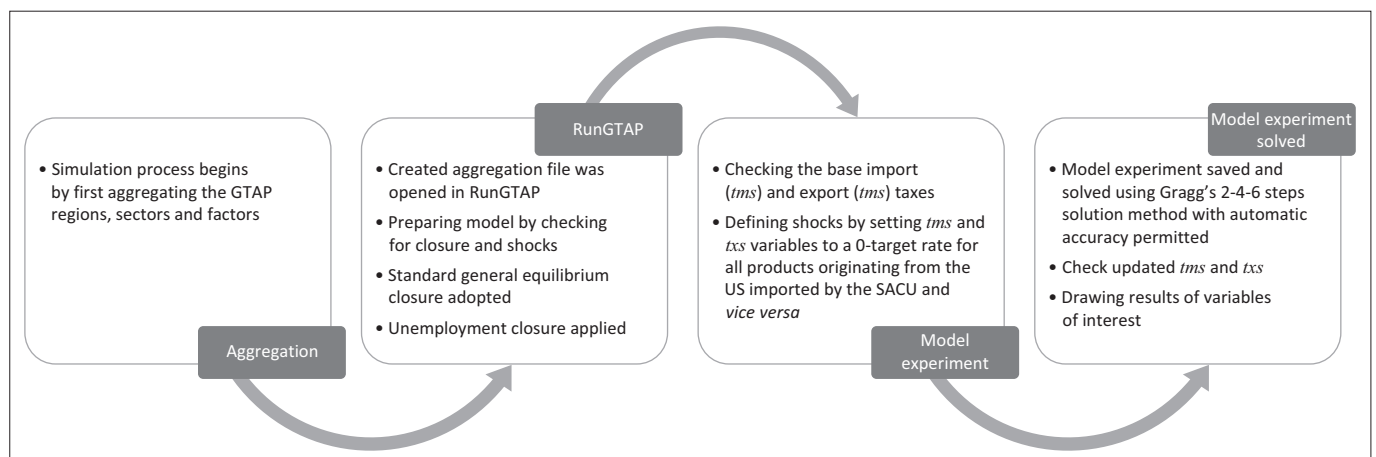 • Simulation process begins
by first aggregating the GTAP
regions, sectors and factors
Aggregation
RunGTAP
• Created aggregation file was
opened in RunGTAP
• Preparing model by checking
for closure and shocks
• Standard general equilibrium
closure adopted
• Unemployment closure applied
• Checking the base import
(tms) and export (tms) taxes
• Defining shocks by setting tms and
txs variables to a 0-target rate for
all products originating from the
US imported by the SACU and
vice versa
Model
experiment
Model experiment
solved
• Model experiment saved and
solved using Gragg's 2-4-6 steps
solution method with automatic
accuracy permitted
• Check updated tms and txs
• Drawing results of variables
of interest